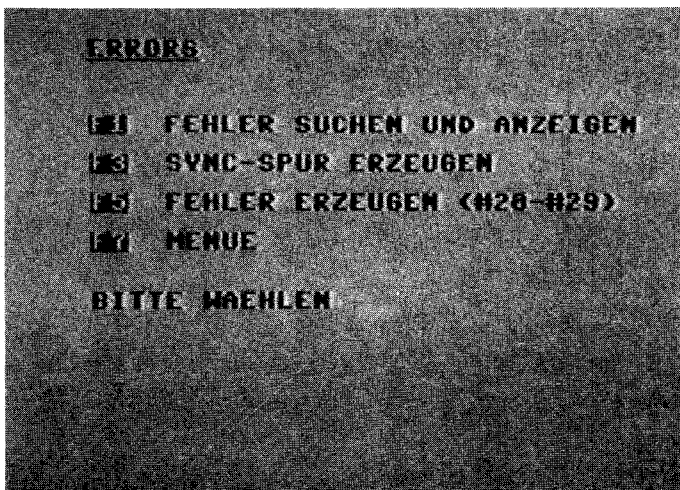 ERRORS
F1 FEHLER SUCHEN UND ANZEIGEN
F3 SYNC-SPUR ERZEUGEN
F5 FEHLER ERZEUGEN (#20-#29)
F7 MENUE
BITTE WAEHLEN